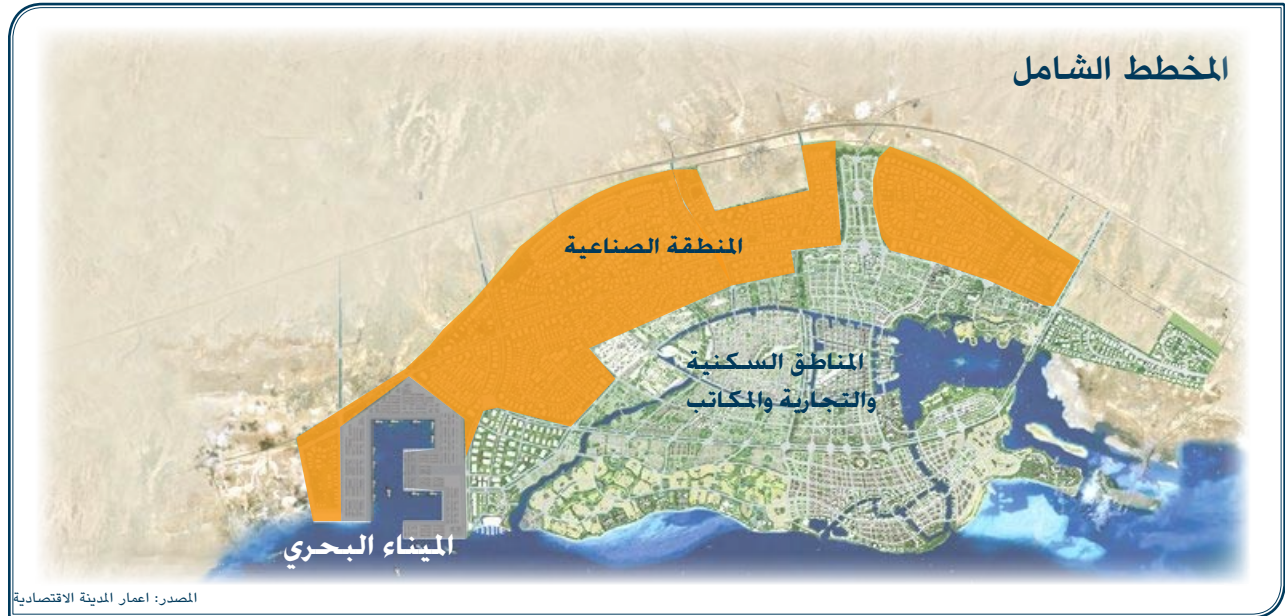 المخطط الشامل
المنطقة الصناعية
المناطق السكنية
والتجارية والمكاتب
الميناء البحري
المصدر: اعمار المدينة الاقتصادية